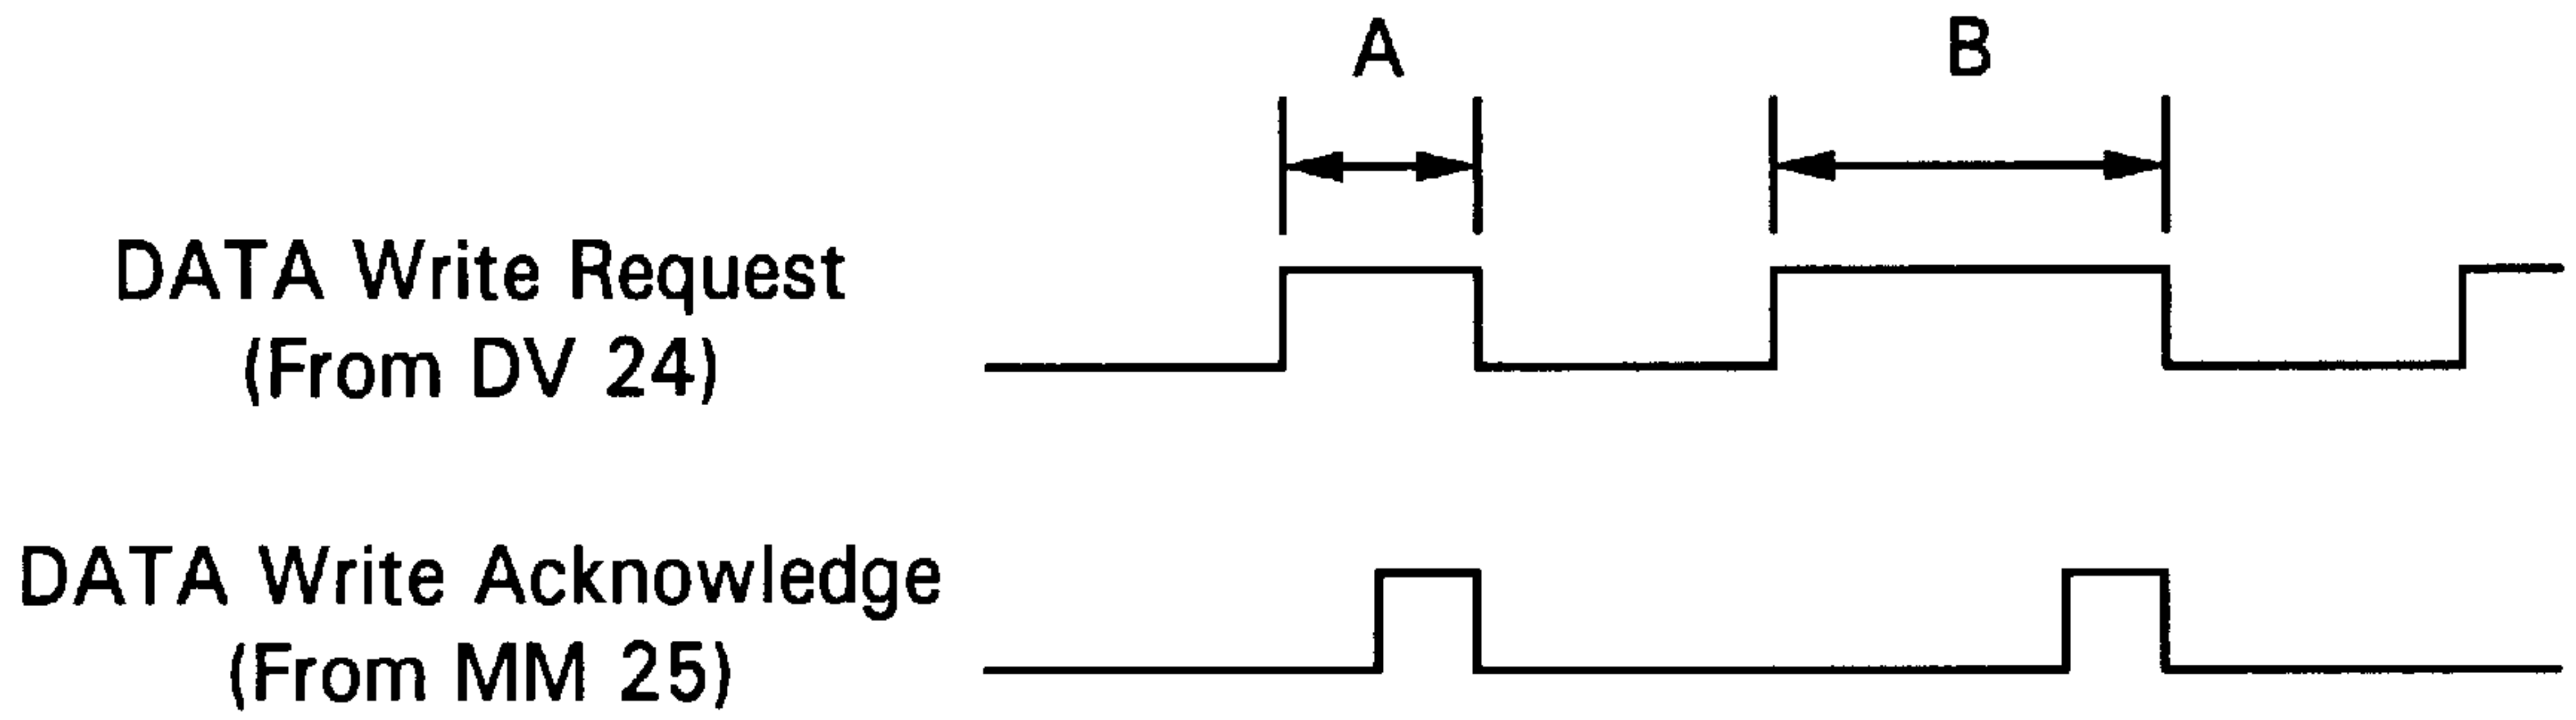 A
B
DATA Write Request
(From DV 24)
DATA Write Acknowledge
(From MM 25)